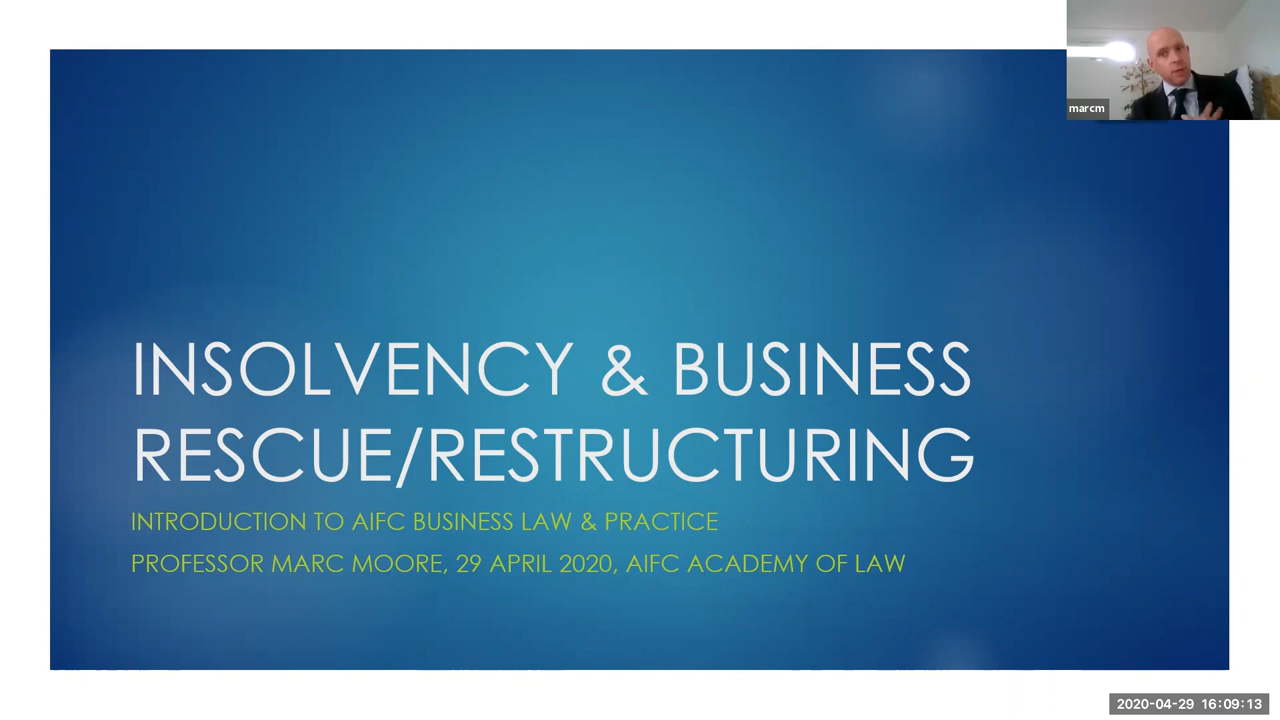 marcm
INSOLVENCY & BUSINESS
RESCUE/RESTRUCTURING
INTRODUCTION TO AIFC BUSINESS LAW & PRACTICE
PROFESSOR MARC MOORE, 29 APRIL 2020, AIFC ACADEMY OF LAW
2020-04-29 16:09:13